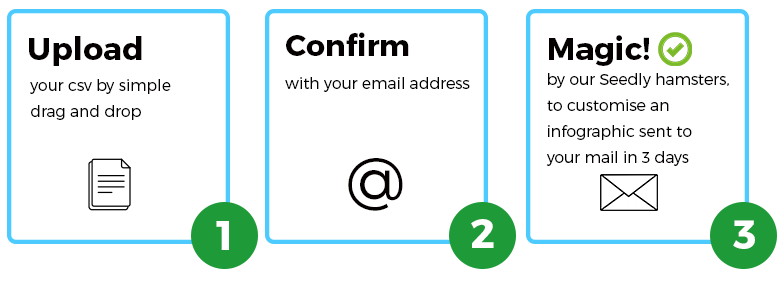 Upload
your csv by simple
drag and drop
1
Confirm
with your email address
@
2
Magic!
by our Seedly hamsters,
to customise an
infographic sent to
your mail in 3 days
3